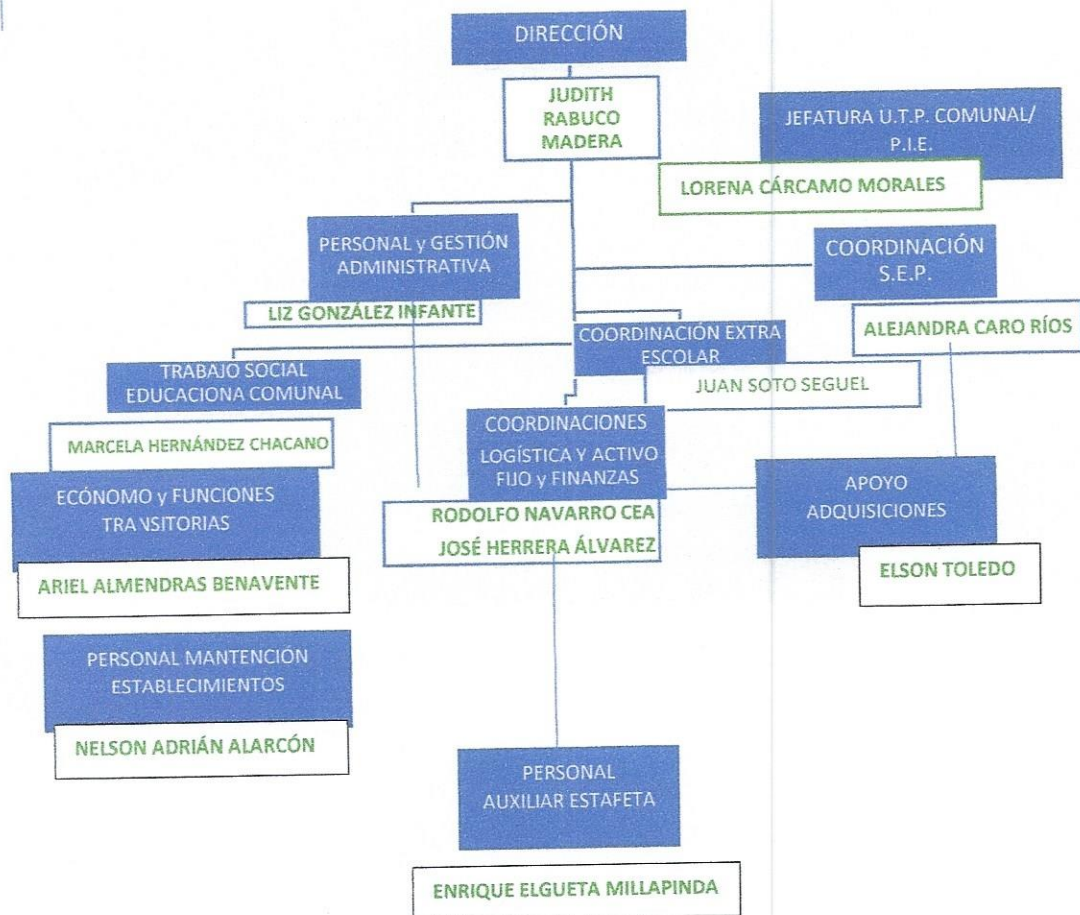 DIRECCIÓN
JUDITH
RABUCO
MADERA
JEFATURA U.T.P. COMUNAL/
P.I.E.
LORENA CÁRCAMO MORALES
PERSONAL y GESTIÓN
ADMINISTRATIVA
LIZ GONZÁLEZ INFANTE
COORDINACIÓN
S.E.P.
ALEJANDRA CARO RÍOS
COORDINACIÓN EXTRA
ESCOLAR
JUAN SOTO SEGUEL
TRABAJO SOCIAL
EDUCACIONA COMUNAL
MARCELA HERNÁNDEZ CHACANO
COORDINACIONES
LOGÍSTICA Y ACTIVO
FIJO y FINANZAS
RODOLFO NAVARRO CEA
JOSÉ HERRERA ÁLVAREZ
ECÓNOMO y FUNCIONES
TRANSITORIAS
ARIEL ALMENDRAS BENAVENTE
APOYO
ADQUISICIONES
ELSON TOLEDO
PERSONAL MANTENCIÓN
ESTABLECIMIENTOS
NELSON ADRIÁN ALARCÓN
PERSONAL
AUXILIAR ESTAFETA
ENRIQUE ELGUETA MILLAPINDA